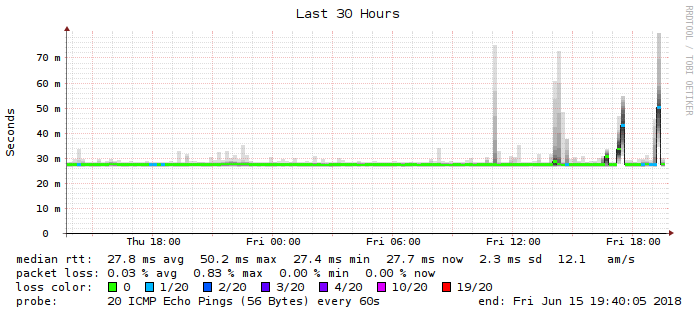 Last 30 Hours
RRDTOOL / TOBI OETIKER
Seconds
70 m
60 m
50 m
40 m
30 m
20 m
10 m
0
Thu 18:00 Fri 00:00 Fri 06:00 Fri 12:00 Fri 18:00
median rtt: 27.8 ms avg 50.2 ms max 27.4 ms min 27.7 ms now 2.3 ms sd 12.1 am/s
packet loss: 0.03 % avg 0.83 % max 0.00 % min 0.00 % now
loss color: 0 1/20 2/20 3/20 4/20 10/20 19/20
probe: 20 ICMP Echo Pings (56 Bytes) every 60s end: Fri Jun 15 19:40:05 2018